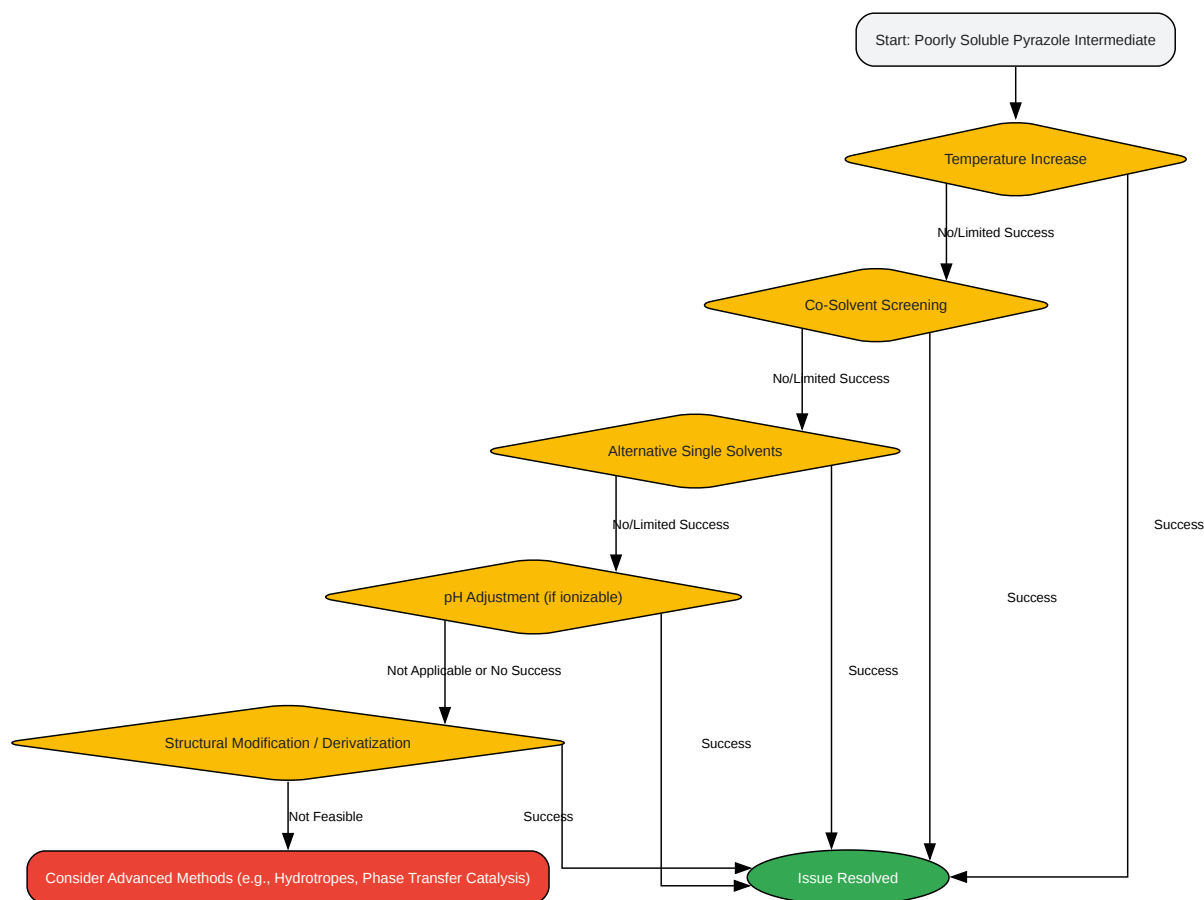 Start: Poorly Soluble Pyrazole Intermediate
Temperature Increase
No/Limited Success
Co-Solvent Screening
No/Limited Success
Alternative Single Solvents
No/Limited Success
Success
pH Adjustment (if ionizable)
Success
Not Applicable or No Success
Success
Structural Modification / Derivatization
Success
Not Feasible
Success
Consider Advanced Methods (e.g., Hydrotropes, Phase Transfer Catalysis)
Issue Resolved